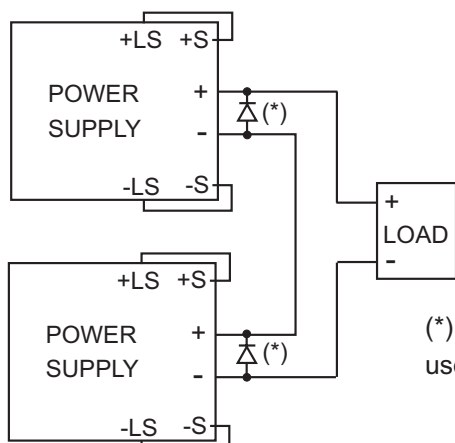 +LS +S
POWER
SUPPLY
+
-
(*)
-LS -S
+
LOAD
-
+LS +S
POWER
SUPPLY
+
-
(*)
-LS -S
(*)